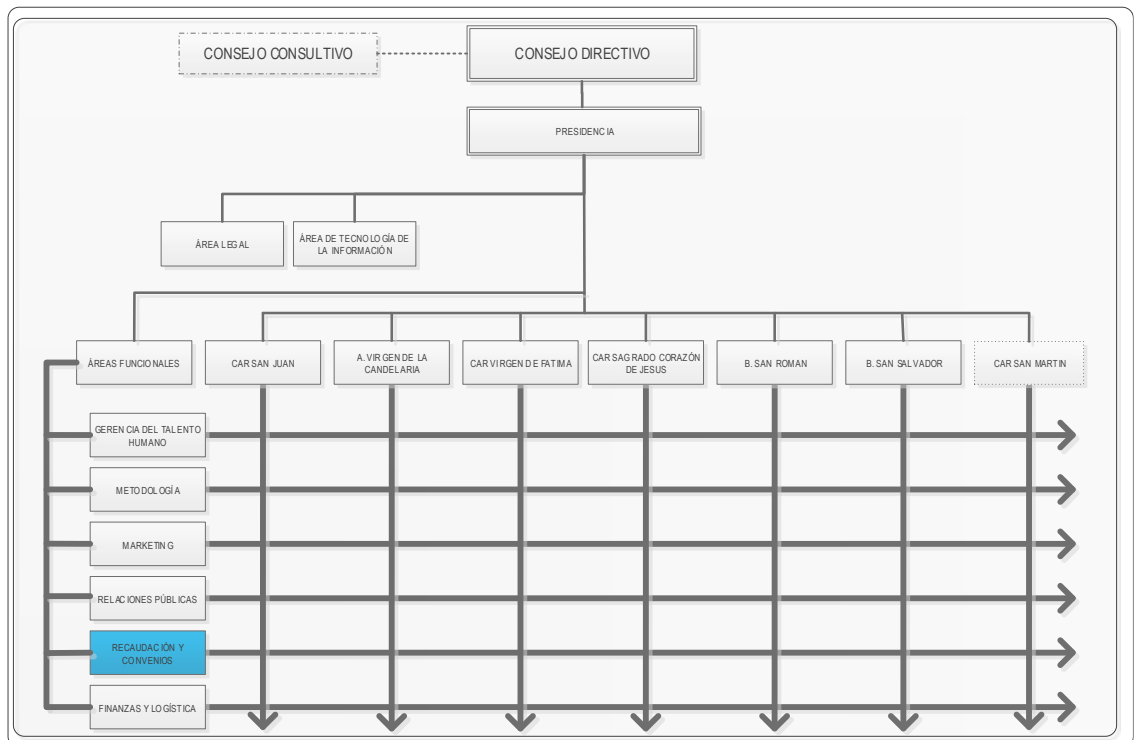 CONSEJO CONSULTIVO
CONSEJO DIRECTIVO
PRESIDENCIA
ÁREA LEGAL
ÁREA DE TECNOLOGÍA DE
LA INFORMACIÓN
ÁREAS FUNCIONALES
CAR SAN JUAN
A. VIRGEN DE LA
CANDELARIA
CAR VIRGEN DE FATIMA
CAR SAGRADO CORAZÓN
DE JESUS
B. SAN ROMAN
B. SAN SALVADOR
CAR SAN MARTIN
GERENCIA DEL TALENTO
HUMANO
METODOLOGÍA
MARKETING
RELACIONES PÚBLICAS
RECAUDACIÓN Y
CONVENIOS
FINANZAS Y LOGÍSTICA